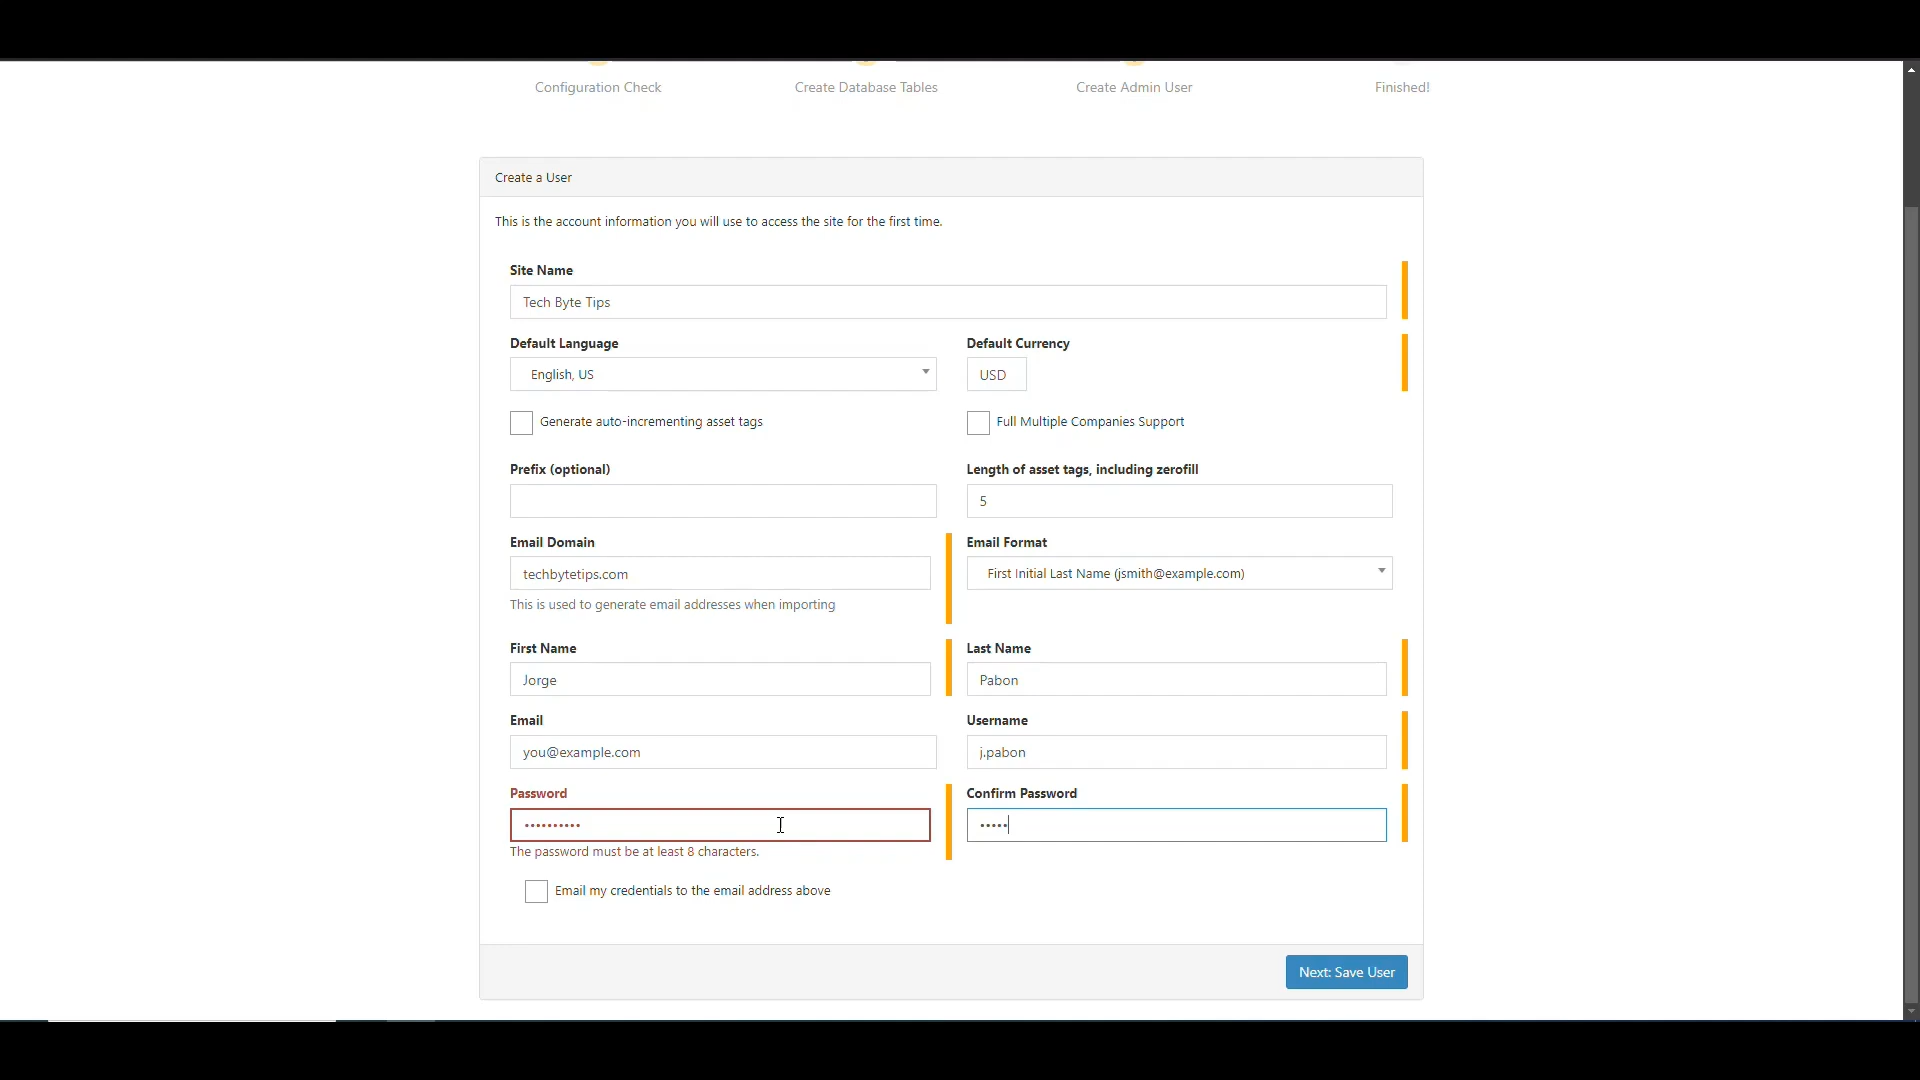 Configuration Check Create Database Tables Create Admin User Finished!
Create a User
This is the account information you will use to access the site for the first time.
Site Name
Tech Byte Tips
Default Language Default Currency
English, US USD
Generate auto-incrementing asset tags Full Multiple Companies Support
Prefix (optional) Length of asset tags, including zerofill
5
Email Domain Email Format
techbytetips.com First Initial Last Name (jsmith@example.com)
This is used to generate email addresses when importing
First Name Last Name
Jorge Pabon
Email Username
you@example.com j.pabon
Password Confirm Password
•••••••••• •••••
The password must be at least 8 characters.
Email my credentials to the email address above
Next: Save User